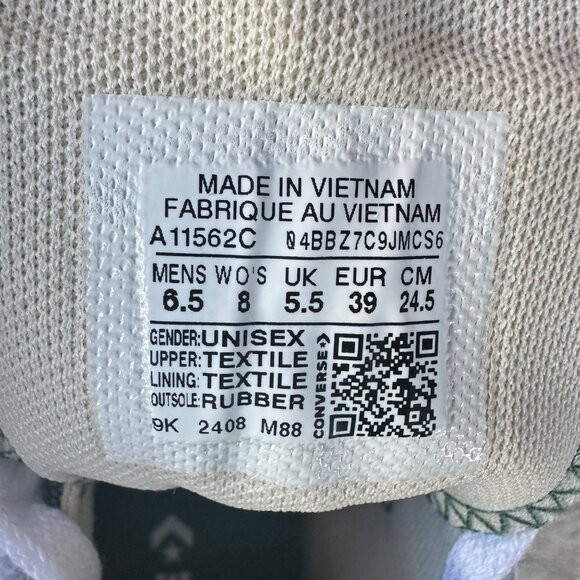 MADE IN VIETNAM
FABRIQUE AU VIETNAM
A11562C 04BBZ7C9JMCS6
MENS WO'S UK EUR CM
6.5 8 5.5 39 24.5
GENDER: UNISEX
UPPER: TEXTILE
LINING: TEXTILE
OUTSOLE: RUBBER
CONVERSE
9K 2408 M88